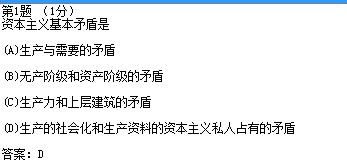 第1题 （1分）
资本主义基本矛盾是
(A)生产与需要的矛盾
(B)无产阶级和资产阶级的矛盾
(C)生产力和上层建筑的矛盾
(D)生产的社会化和生产资料的资本主义私人占有的矛盾
答案：D